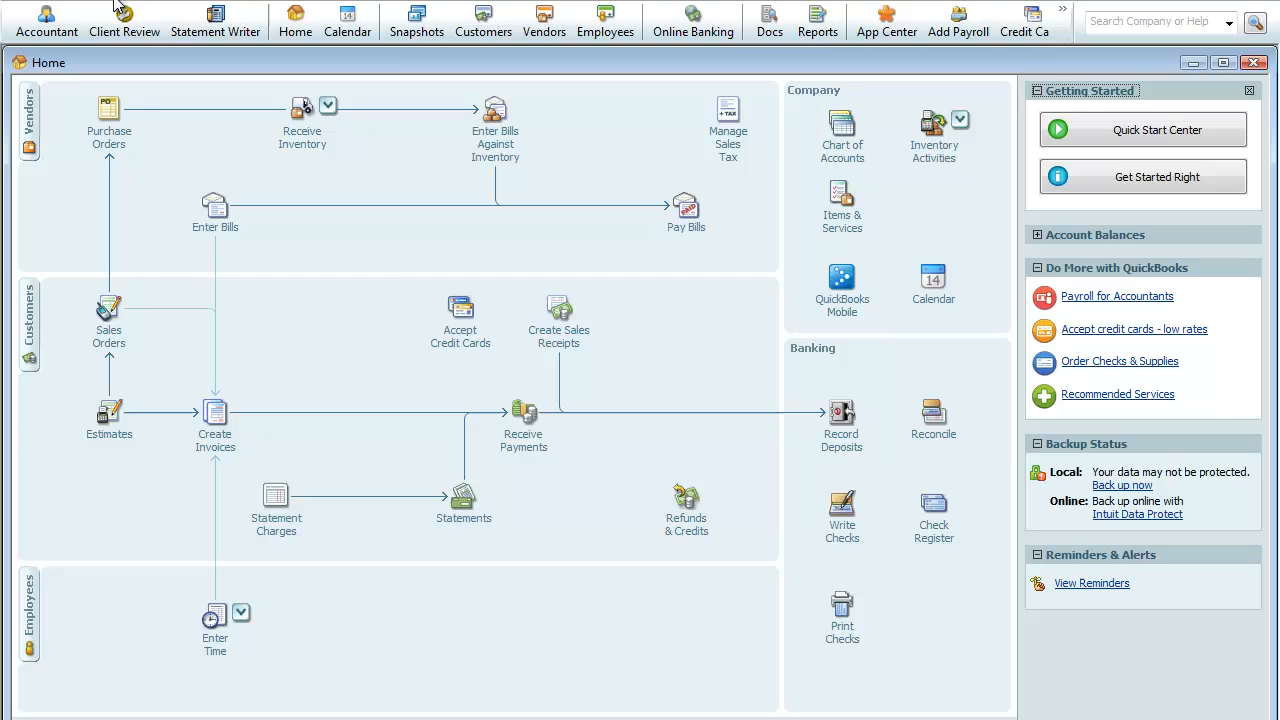 Accountant Client Review Statement Writer Home Calendar Snapshots Customers Vendors Employees Online Banking Docs Reports App Center Add Payroll Credit Ca » Search Company or Help
Home
Vendors
PO
Purchase
Orders
Receive
Inventory
Enter Bills
Against
Inventory
+ TAX
Manage
Sales
Tax
Enter Bills
PAID
Pay Bills
Customers
Sales
Orders
Accept
Credit Cards
Create Sales
Receipts
Estimates
Create
Invoices
Receive
Payments
Statement
Charges
Statements
Refunds
& Credits
Employees
Enter
Time
Company
Chart of
Accounts
Inventory
Activities
Items &
Services
QuickBooks
Mobile
14
Calendar
Banking
Record
Deposits
Reconcile
Write
Checks
Check
Register
Print
Checks
Getting Started
Quick Start Center
Get Started Right
Account Balances
Do More with QuickBooks
Payroll for Accountants
Accept credit cards - low rates
Order Checks & Supplies
Recommended Services
Backup Status
Local: Your data may not be protected.
Back up now
Online: Back up online with
Intuit Data Protect
Reminders & Alerts
View Reminders